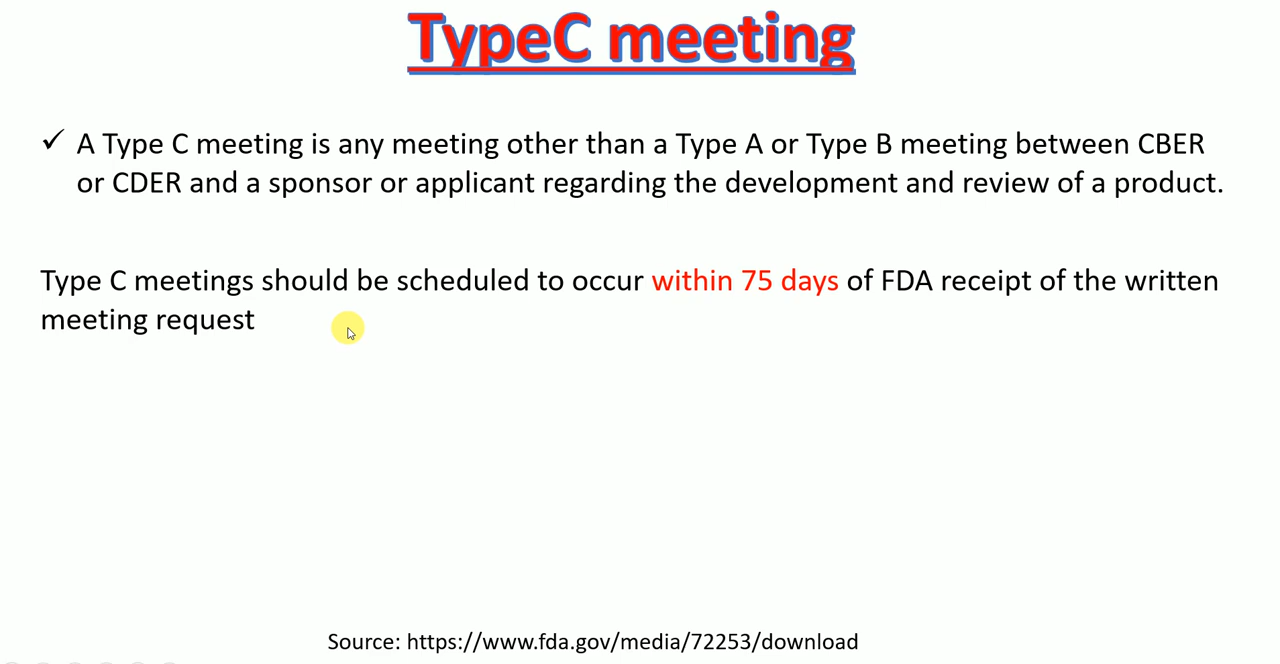 TypeC meeting
✓ A Type C meeting is any meeting other than a Type A or Type B meeting between CBER
or CDER and a sponsor or applicant regarding the development and review of a product.
Type C meetings should be scheduled to occur within 75 days of FDA receipt of the written
meeting request
Source: https://www.fda.gov/media/72253/download